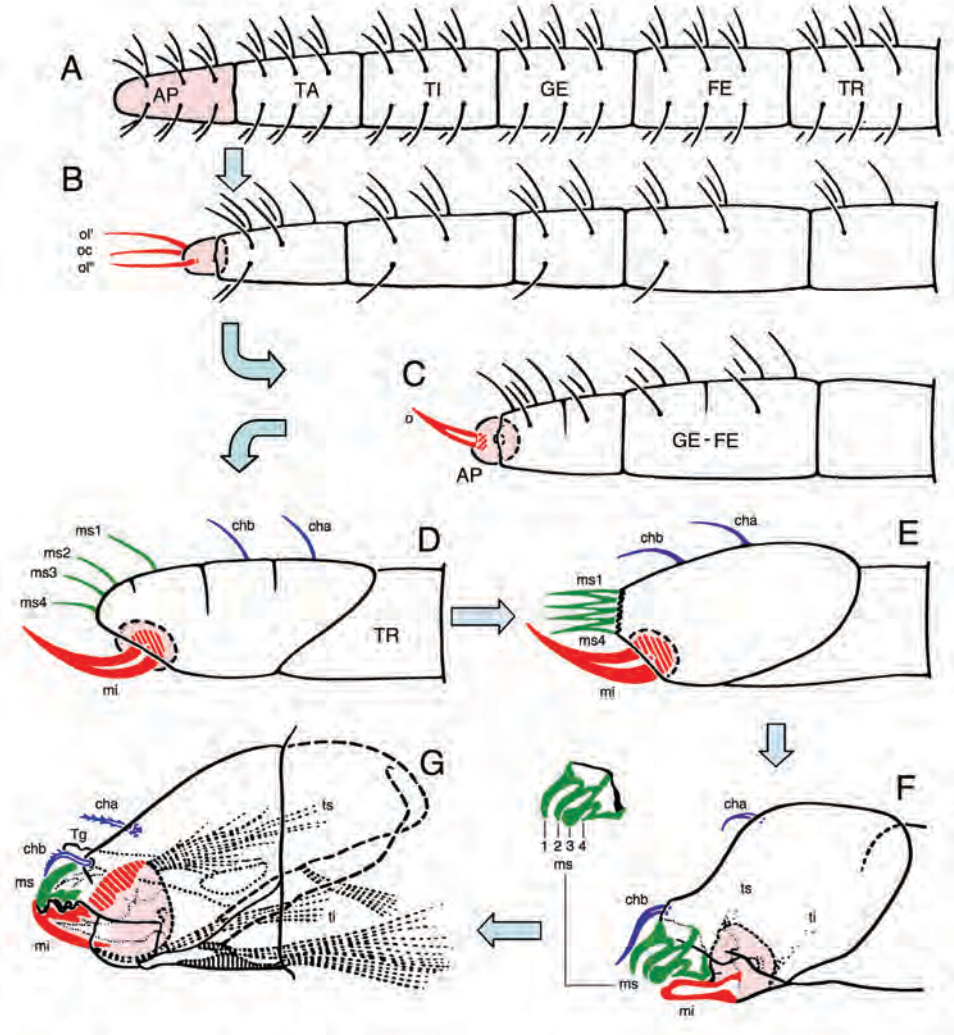 A
AP TA TI GE FE TR
B
ol'
oc
ol"
C
o
GE - FE
AP
D
ms1
ms2
ms3
ms4
chb
cha
TR
mi
E
cha
chb
ms1
ms4
mi
G
cha
Tg
chb
ms
mi
ts
ti
1 2 3 4
ms
F
cha
chb
ts
ti
ms
mi